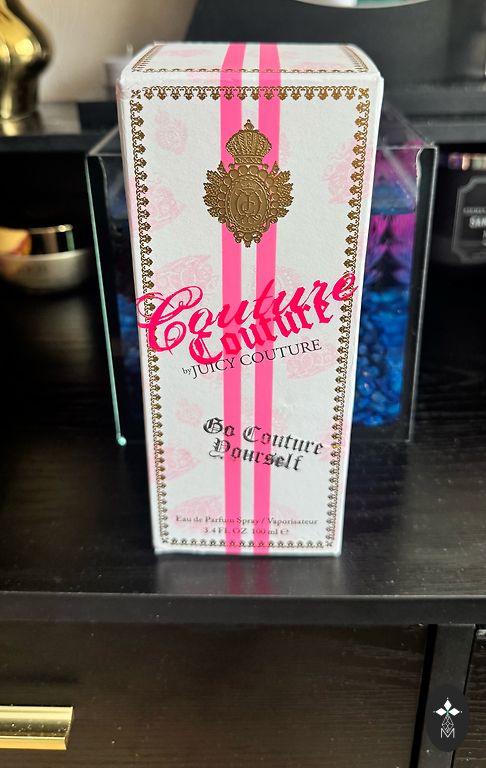 Couture
Couture
by JUICY COUTURE
Go Couture
Yourself
Eau de Parfum Spray / Vaporisateur
3.4 FL. OZ 100 ml ℮
M